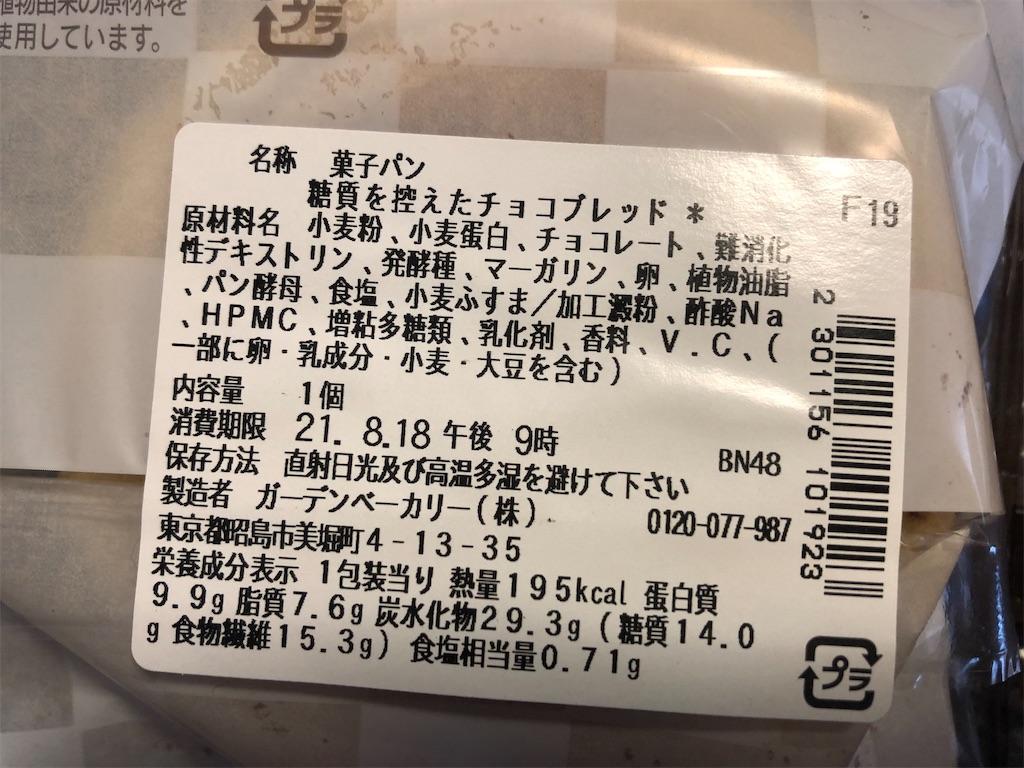 植物由来の原材料を
使用しています。
プラ
名称 菓子パン
糖質を控えたチョコブレッド *
F19
原材料名 小麦粉、小麦蛋白、チョコレート、難消化
性デキストリン、発酵種、マーガリン、卵、植物油脂
、パン酵母、食塩、小麦ふすま/加工澱粉、酢酸Na
、HPMC、増粘多糖類、乳化剤、香料、V.C、(
一部に卵・乳成分・小麦・大豆を含む)
内容量 1個
消費期限 21. 8.18 午後 9時
BN48
保存方法 直射日光及び高温多湿を避けて下さい
製造者 ガーデンベーカリー(株)
0120-077-987
東京都昭島市美堀町4-13-35
栄養成分表示 1包装当り 熱量195kcal 蛋白質
9.9g 脂質7.6g 炭水化物29.3g (糖質14.0
g 食物繊維15.3g) 食塩相当量0.71g
2 301156 101923
プラ